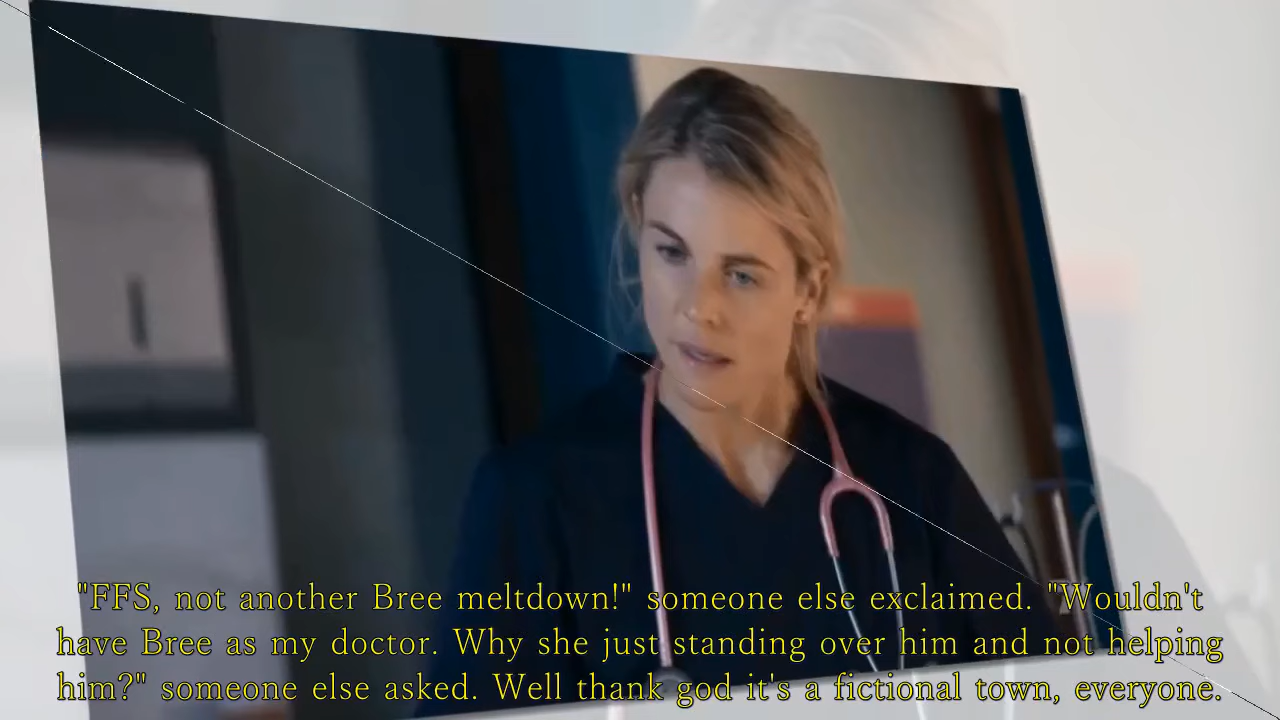 "FFS, not another Bree meltdown!" someone else exclaimed. "Wouldn't
have Bree as my doctor. Why she just standing over him and not helping
him?" someone else asked. Well thank god it's a fictional town, everyone.